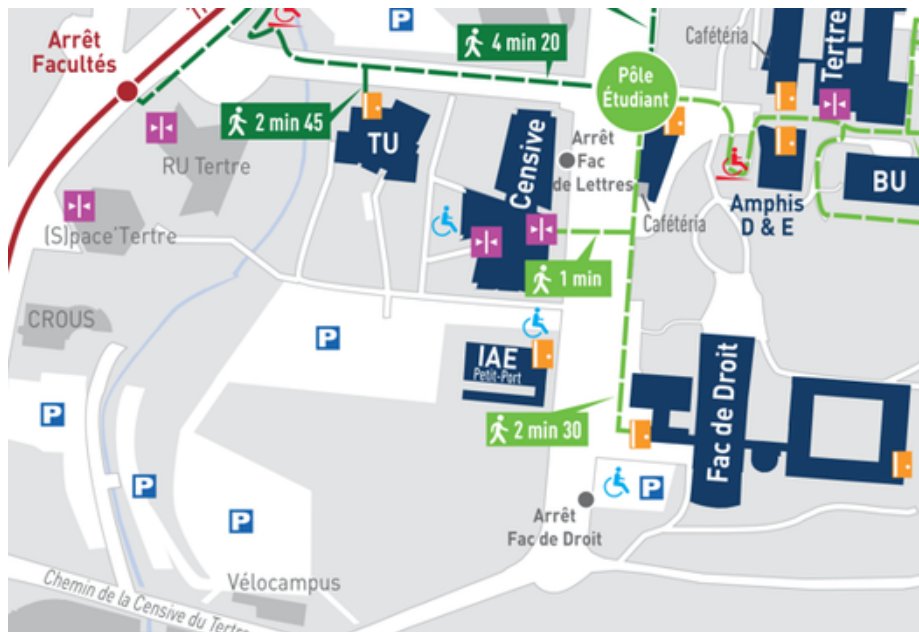 Arrêt
Facultés
4 min 20
Cafétéria
Tertre
Pôle
Étudiant
2 min 45
TU
RU Tertre
Censive
Arrêt
Fac
de Lettres
BU
Amphis
D & E
Cafétéria
(S)pace'Tertre
1 min
CROUS
P
IAE
Petit-Port
Fac de Droit
P
2 min 30
P
P
P
Arrêt
Fac de Droit
Vélocampus
Chemin de la Censive du Tertre